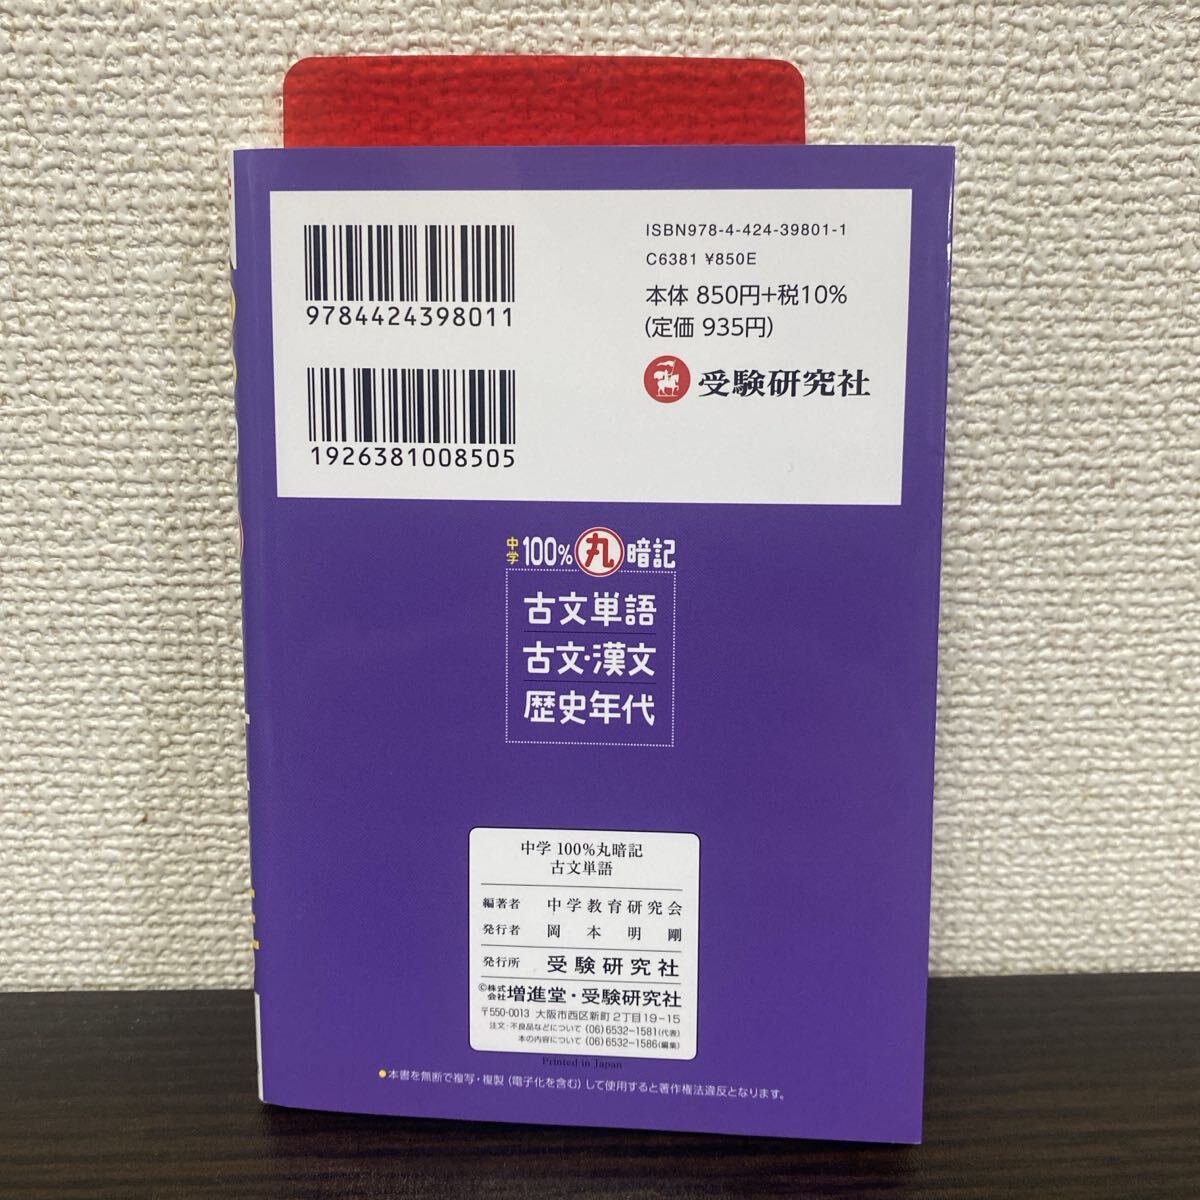 ISBN978-4-424-39801-1
C6381 ¥850E
本体 850円+税10%
(定価 935円)
受験研究社
9784424398011
1926381008505
中学 100% 丸暗記
古文単語
古文・漢文
歴史年代
中学 100%丸暗記
古文単語
編著者 中学教育研究会
発行者 岡本明剛
発行所 受験研究社
©株式会社 増進堂・受験研究社
〒550-0013 大阪市西区新町2丁目19-15
注文・不良品などについて (06)6532-1581(代表)
本の内容について (06)6532-1586(編集)
Printed in Japan
●本書を無断で複写・複製(電子化を含む)して使用すると著作権法違反となります。